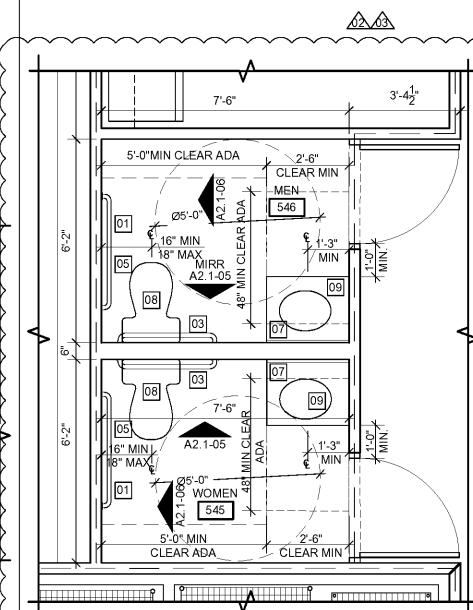 02 03
7'-6"
3'-4 1/2"
5'-0"MIN CLEAR ADA
2'-6"
CLEAR MIN
MEN
546
A2.1-06
Ø5'-0"
01
6'-2"
16" MIN
18" MAX
48" MIN CLEAR ADA
1'-3"
MIN
1'-0"
MIN.
05
MIRR
A2.1-05
09
08
03
07
6"
07
03
08
09
7'-6"
05
A2.1-05
6'-2"
16" MIN
18" MAX
48" MIN CLEAR
ADA
1'-3"
MIN
1'-0"
MIN.
Ø5'-0"
01
A2.1-06
WOMEN
545
5'-0" MIN
CLEAR ADA
2'-6"
CLEAR MIN